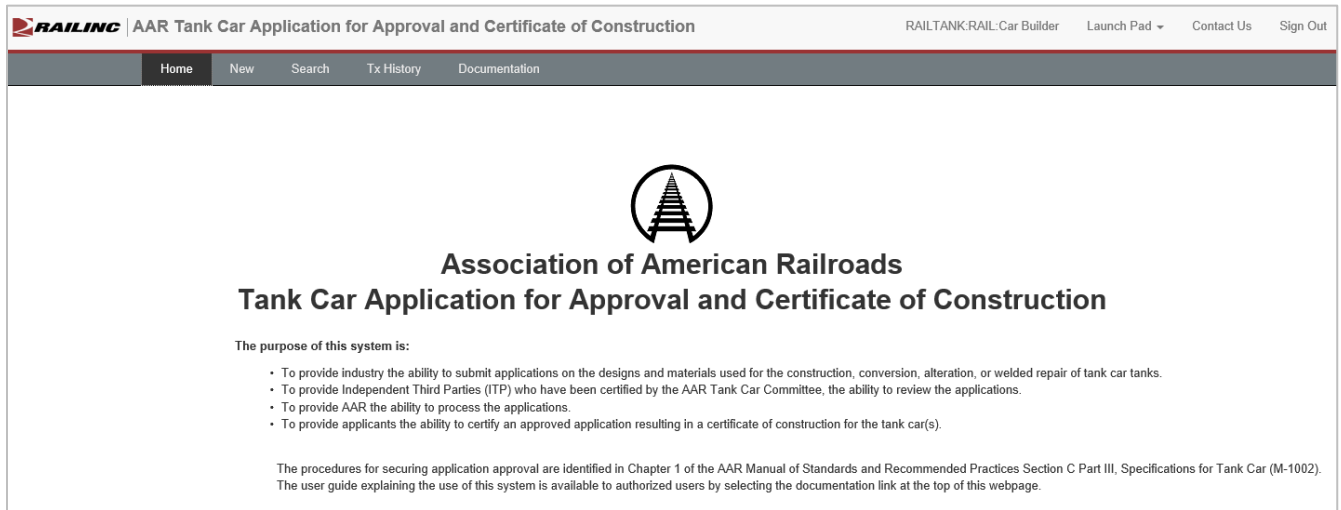 RAILINC AAR Tank Car Application for Approval and Certificate of Construction RAILTANK:RAIL:Car Builder Launch Pad Contact Us Sign Out
Home New Search Tx History Documentation
Association of American Railroads
Tank Car Application for Approval and Certificate of Construction
The purpose of this system is:
• To provide industry the ability to submit applications on the designs and materials used for the construction, conversion, alteration, or welded repair of tank car tanks.
• To provide Independent Third Parties (ITP) who have been certified by the AAR Tank Car Committee, the ability to review the applications.
• To provide AAR the ability to process the applications.
• To provide applicants the ability to certify an approved application resulting in a certificate of construction for the tank car(s).
The procedures for securing application approval are identified in Chapter 1 of the AAR Manual of Standards and Recommended Practices Section C Part III, Specifications for Tank Car (M-1002).
The user guide explaining the use of this system is available to authorized users by selecting the documentation link at the top of this webpage.